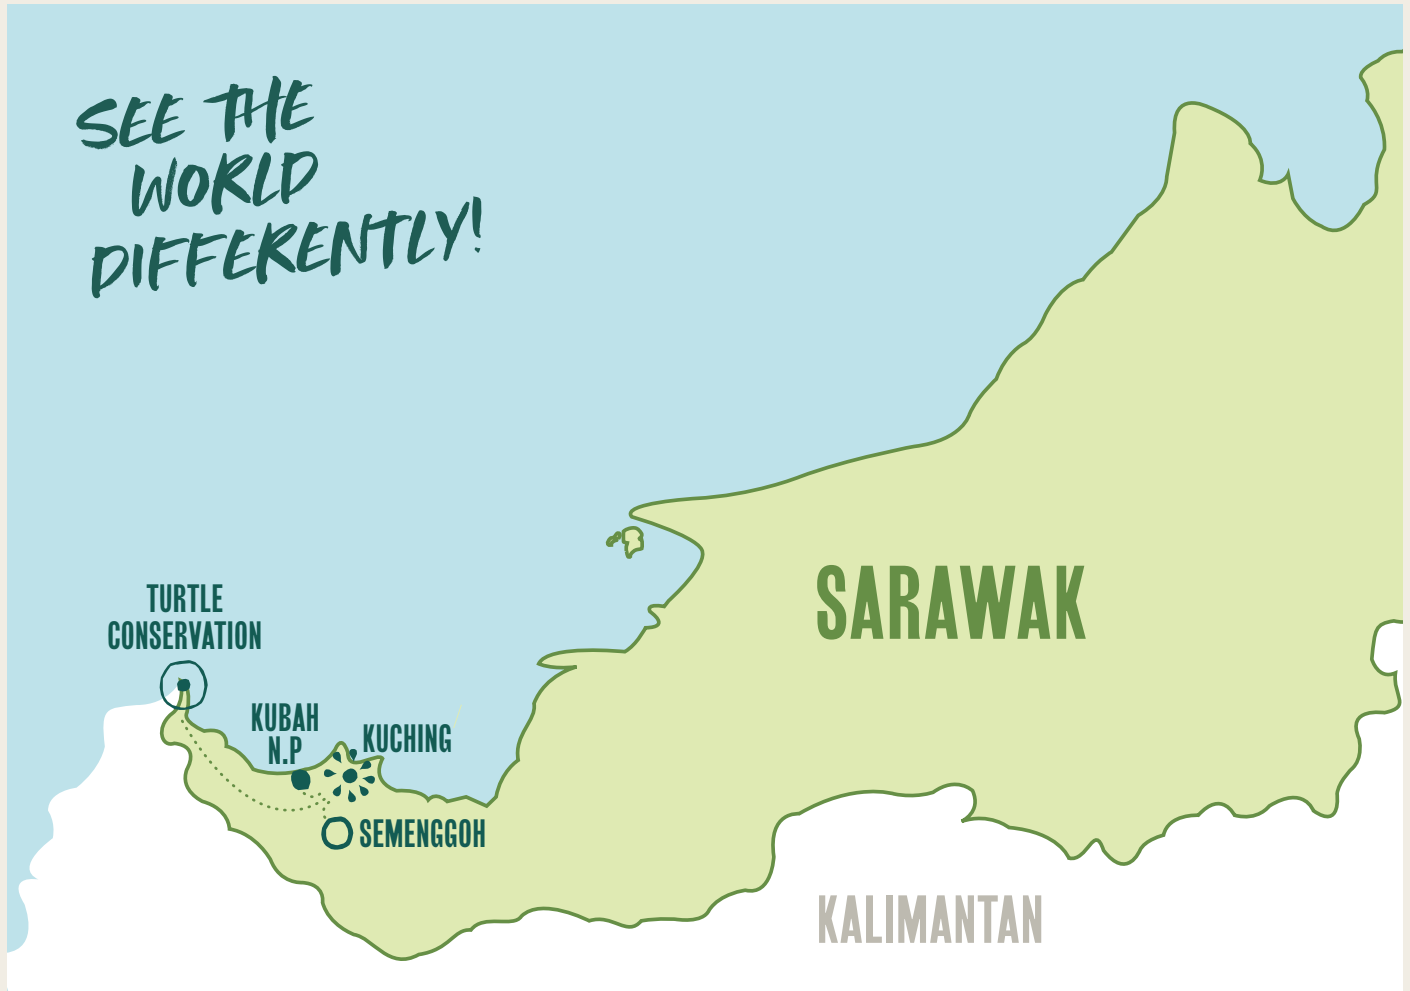 SEE THE
WORLD
DIFFERENTLY!
SARAWAK
TURTLE
CONSERVATION
KUBAH
N.P
KUCHING
SEMENGGOH
KALIMANTAN